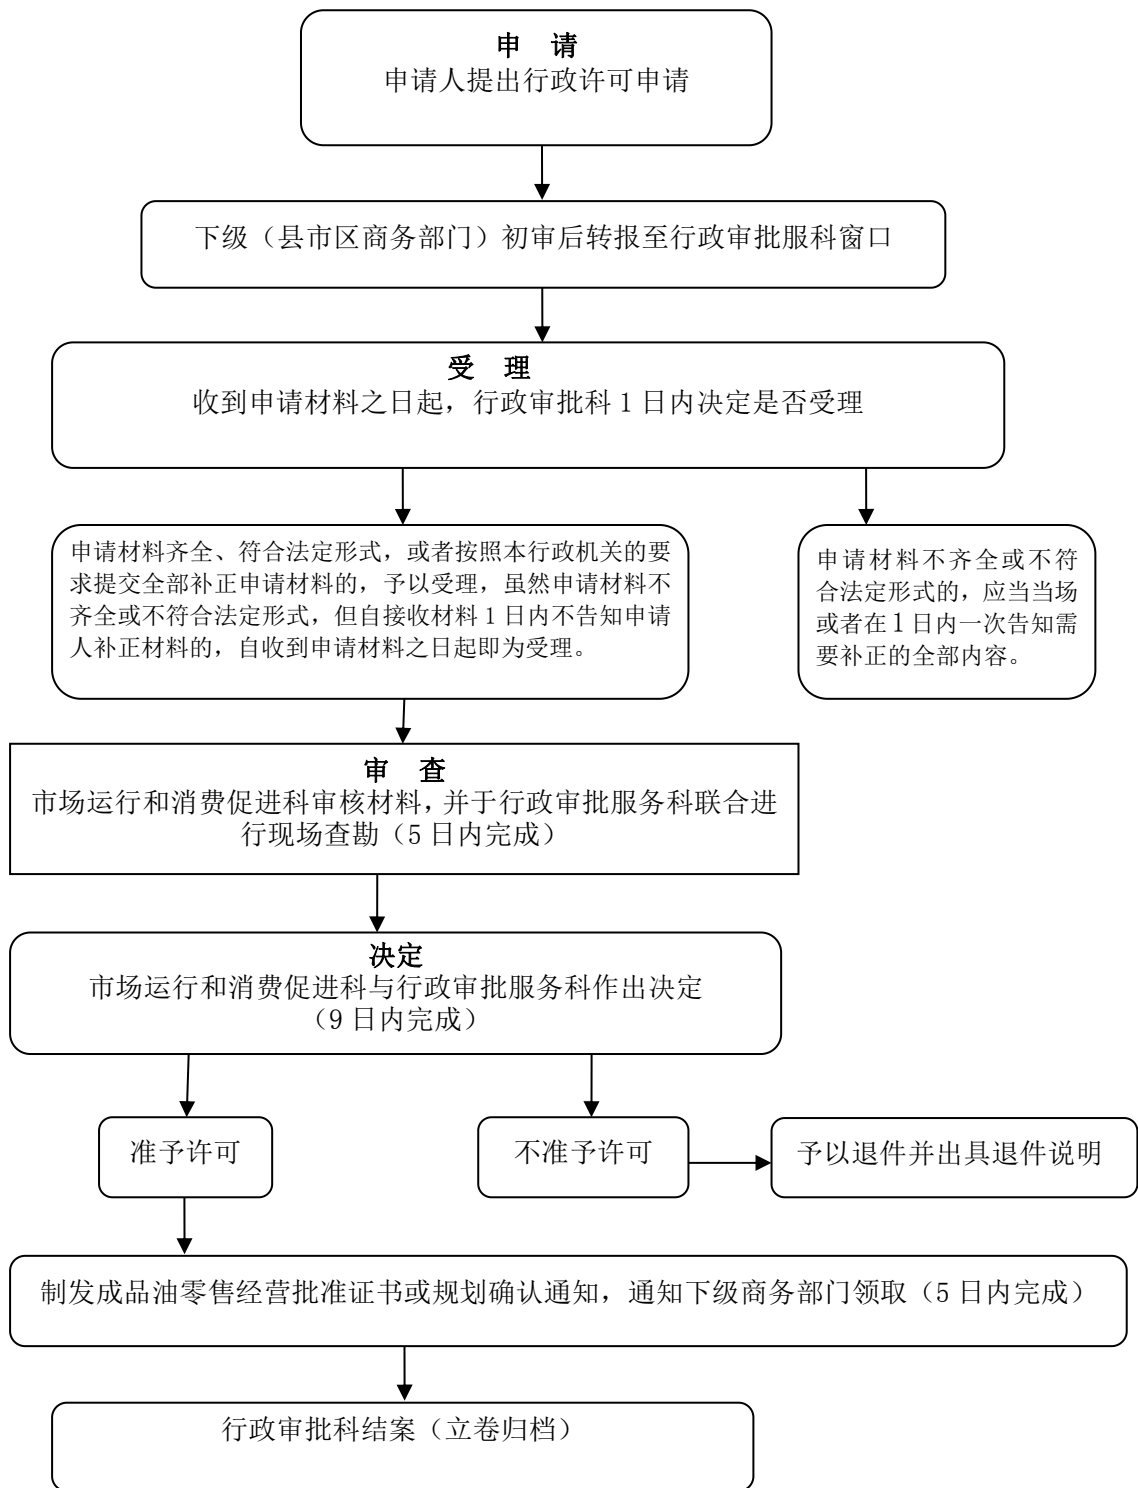 申 请
申请人提出行政许可申请
下级（县市区商务部门）初审后转报至行政审批服科窗口
受 理
收到申请材料之日起，行政审批科 1 日内决定是否受理
申请材料齐全、符合法定形式，或者按照本行政机关的要
求提交全部补正申请材料的，予以受理，虽然申请材料不
齐全或不符合法定形式，但自接收材料 1 日内不告知申请
人补正材料的，自收到申请材料之日起即为受理。
申请材料不齐全或不符
合法定形式的，应当当场
或者在 1 日内一次告知需
要补正的全部内容。
审 查
市场运行和消费促进科审核材料，并于行政审批服务科联合进
行现场查勘（5 日内完成）
决定
市场运行和消费促进科与行政审批服务科作出决定
（9 日内完成）
准予许可
不准予许可
予以退件并出具退件说明
制发成品油零售经营批准证书或规划确认通知，通知下级商务部门领取（5 日内完成）
行政审批科结案（立卷归档）